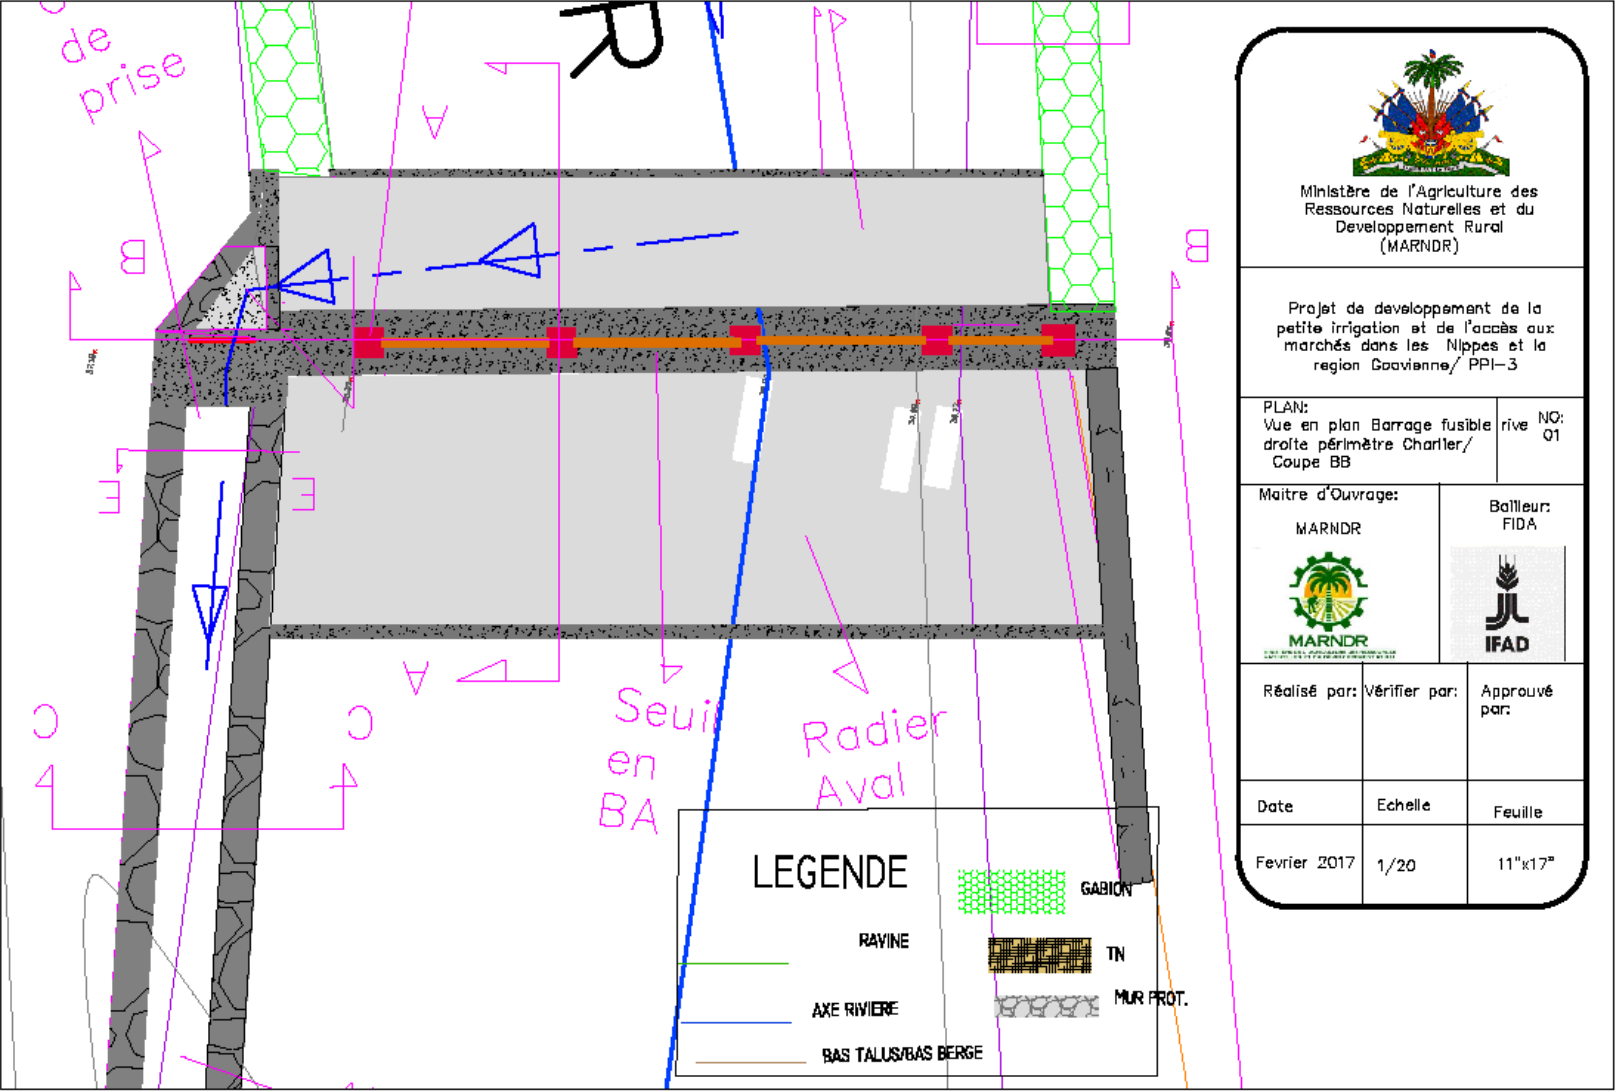 de
prise
R
A
B
B
E
E
A
C
C
Seuil
en
BA
Radier
Aval
LEGENDE
GABION
RAVINE
TN
AXE RIVIERE
MUR PROT.
BAS TALUS/BAS BERGE
Ministère de l'Agriculture des
Ressources Naturelles et du
Developpement Rural
(MARNDR)
Projet de developpement de la
petite irrigation et de l'accès aux
marchés dans les Nippes et la
region Goavienne/ PPI-3
PLAN:
Vue en plan Barrage fusible rive
droite périmètre Charlier/
Coupe BB
NO:
01
Maitre d'Ouvrage:
MARNDR
MARNDR
Bailleur:
FIDA
IFAD
Réalisé par: Vérifier par: Approuvé
par:
Date Echelle Feuille
Fevrier 2017 1/20 11"x17"